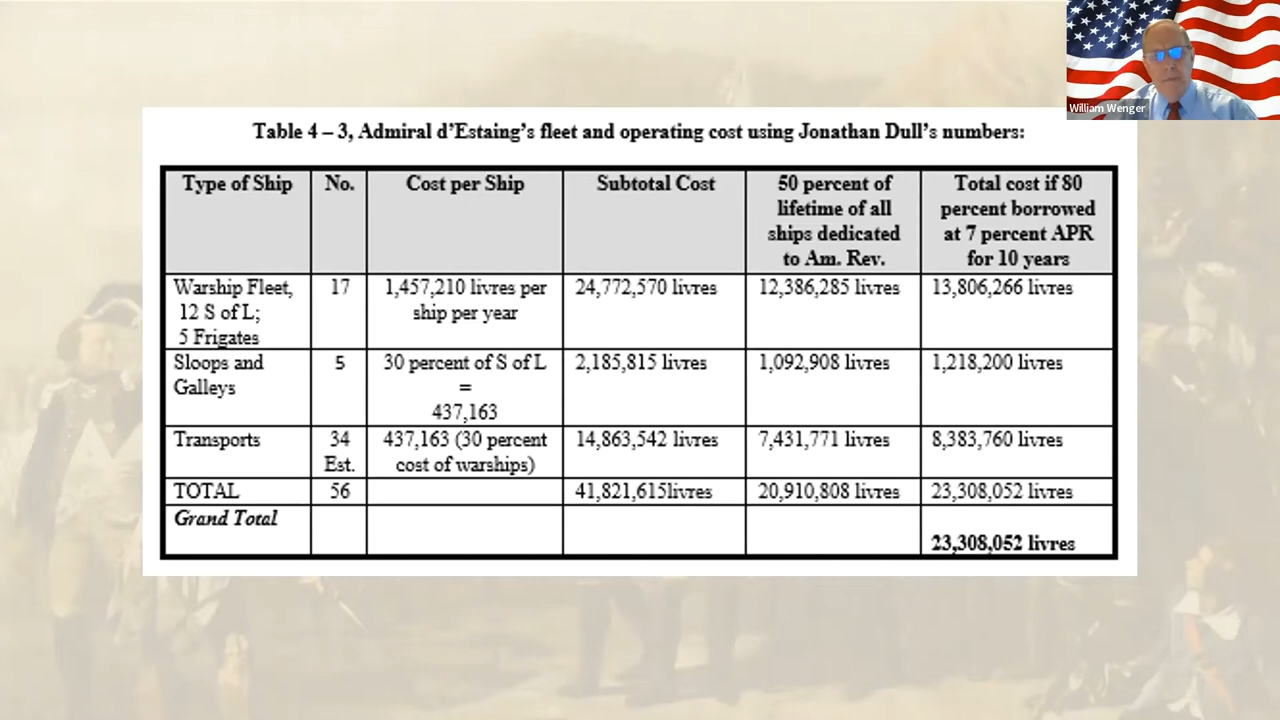 William Wenger
Table 4 – 3, Admiral d’Estaing’s fleet and operating cost using Jonathan Dull’s numbers:
Type of Ship
No.
Cost per Ship
Subtotal Cost
50 percent of
lifetime of all
ships dedicated
to Am. Rev.
Total cost if 80
percent borrowed
at 7 percent APR
for 10 years
Warship Fleet,
12 S of L;
5 Frigates
17
1,457,210 livres per
ship per year
24,772,570 livres
12,386,285 livres
13,806,266 livres
Sloops and
Galleys
5
30 percent of S of L
=
437,163
2,185,815 livres
1,092,908 livres
1,218,200 livres
Transports
34
Est.
437,163 (30 percent
cost of warships)
14,863,542 livres
7,431,771 livres
8,383,760 livres
TOTAL
56
41,821,615livres
20,910,808 livres
23,308,052 livres
Grand Total
23,308,052 livres